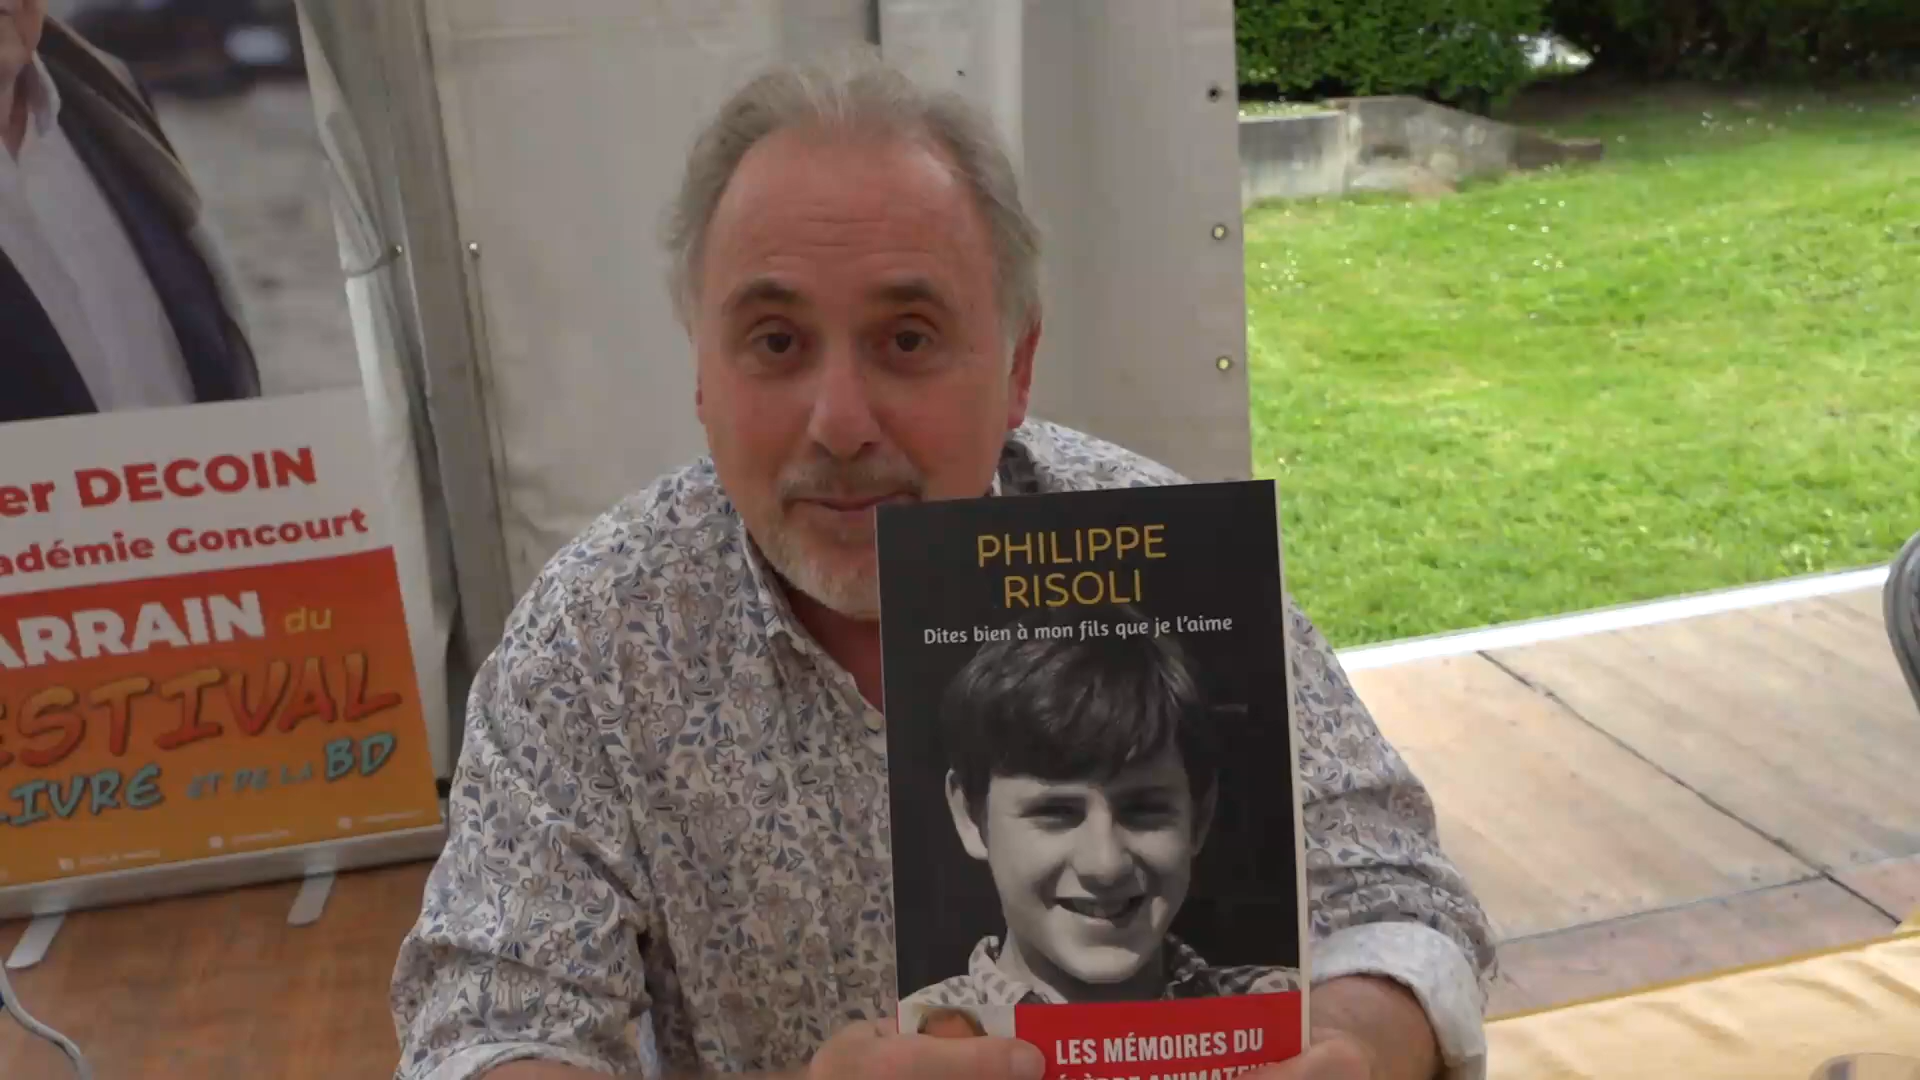 er DECOIN
adémie Goncourt
ARRAIN du
ESTIVAL
LIVRE ET DE LA BD
PHILIPPE
RISOLI
Dites bien à mon fils que je l'aime
LES MÉMOIRES DU